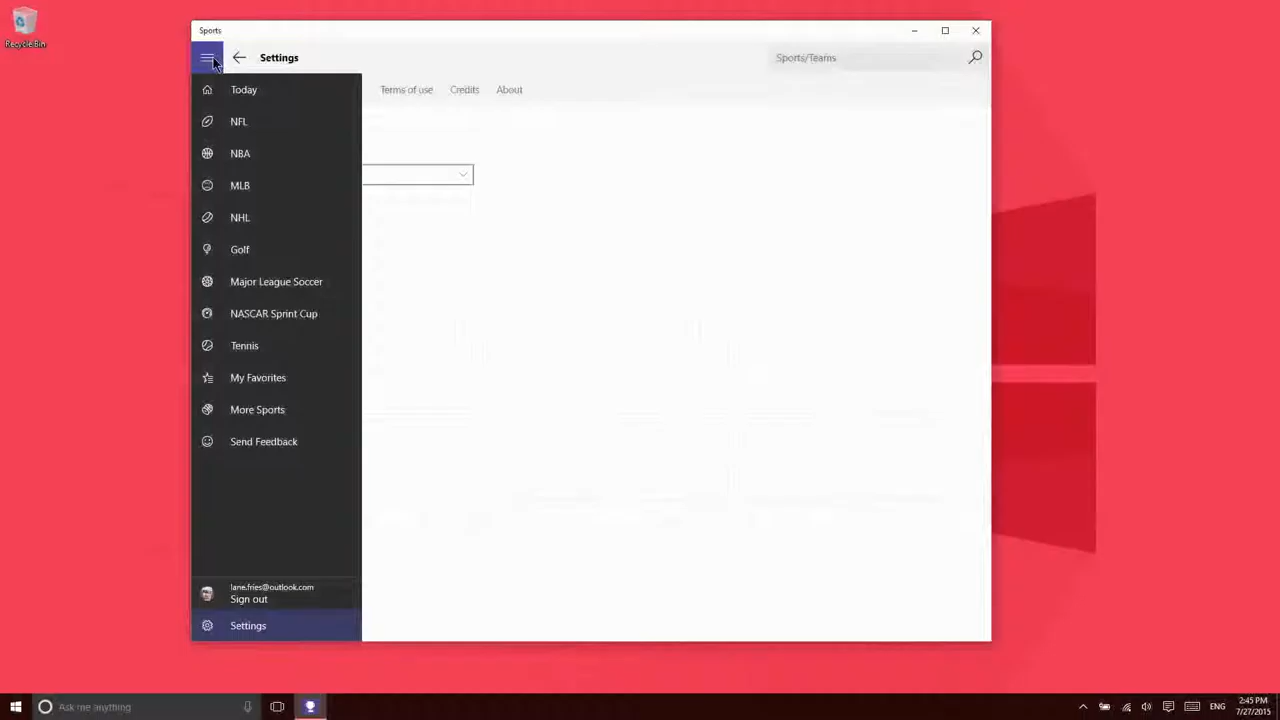 Recycle Bin
Sports
Settings
Sports/Teams
Today
Terms of use
Credits
About
NFL
NBA
MLB
NHL
Golf
Major League Soccer
NASCAR Sprint Cup
Tennis
My Favorites
More Sports
Send Feedback
lane.fries@outlook.com
Sign out
Settings
Ask me anything
ENG
2:45 PM
7/27/2015